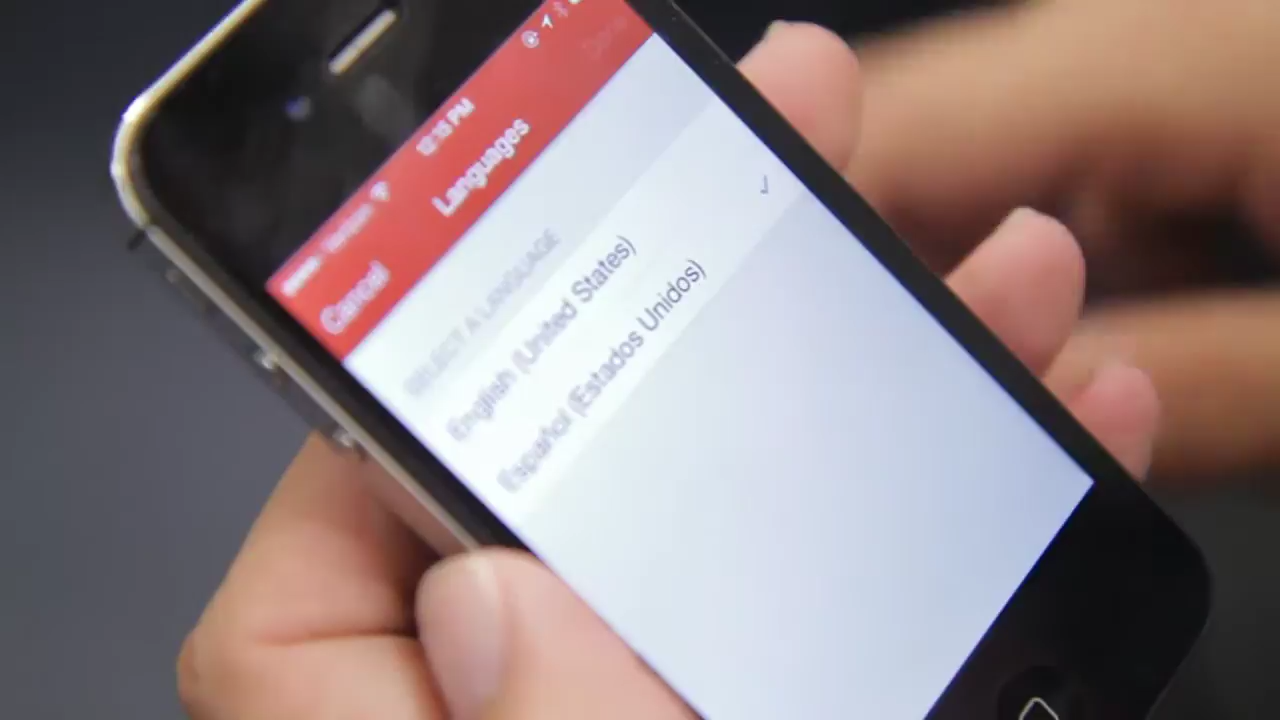 12:15 PM
Cancel
Languages
SELECT A LANGUAGE
English (United States)
Español (Estados Unidos)